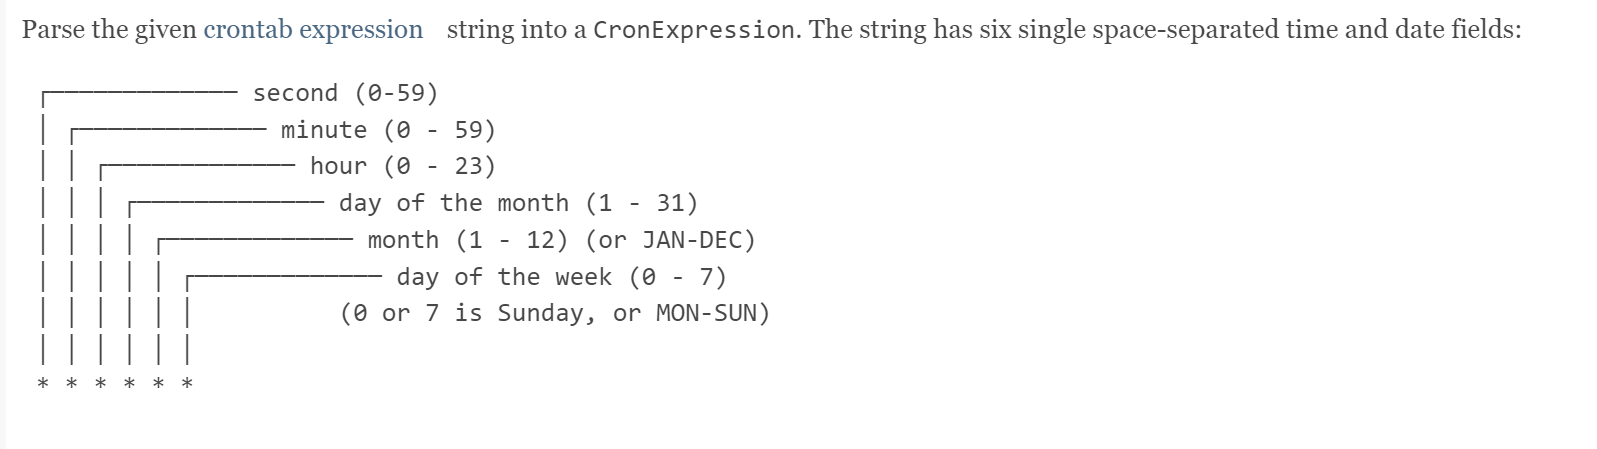 Parse the given crontab expression string into a CronExpression. The string has six single space-separated time and date fields:
┌───────────── second (0-59)
│ ┌───────────── minute (0 - 59)
│ │ ┌───────────── hour (0 - 23)
│ │ │ ┌───────────── day of the month (1 - 31)
│ │ │ │ ┌───────────── month (1 - 12) (or JAN-DEC)
│ │ │ │ │ ┌───────────── day of the week (0 - 7)
│ │ │ │ │ │          (0 or 7 is Sunday, or MON-SUN)
│ │ │ │ │ │
* * * * * *